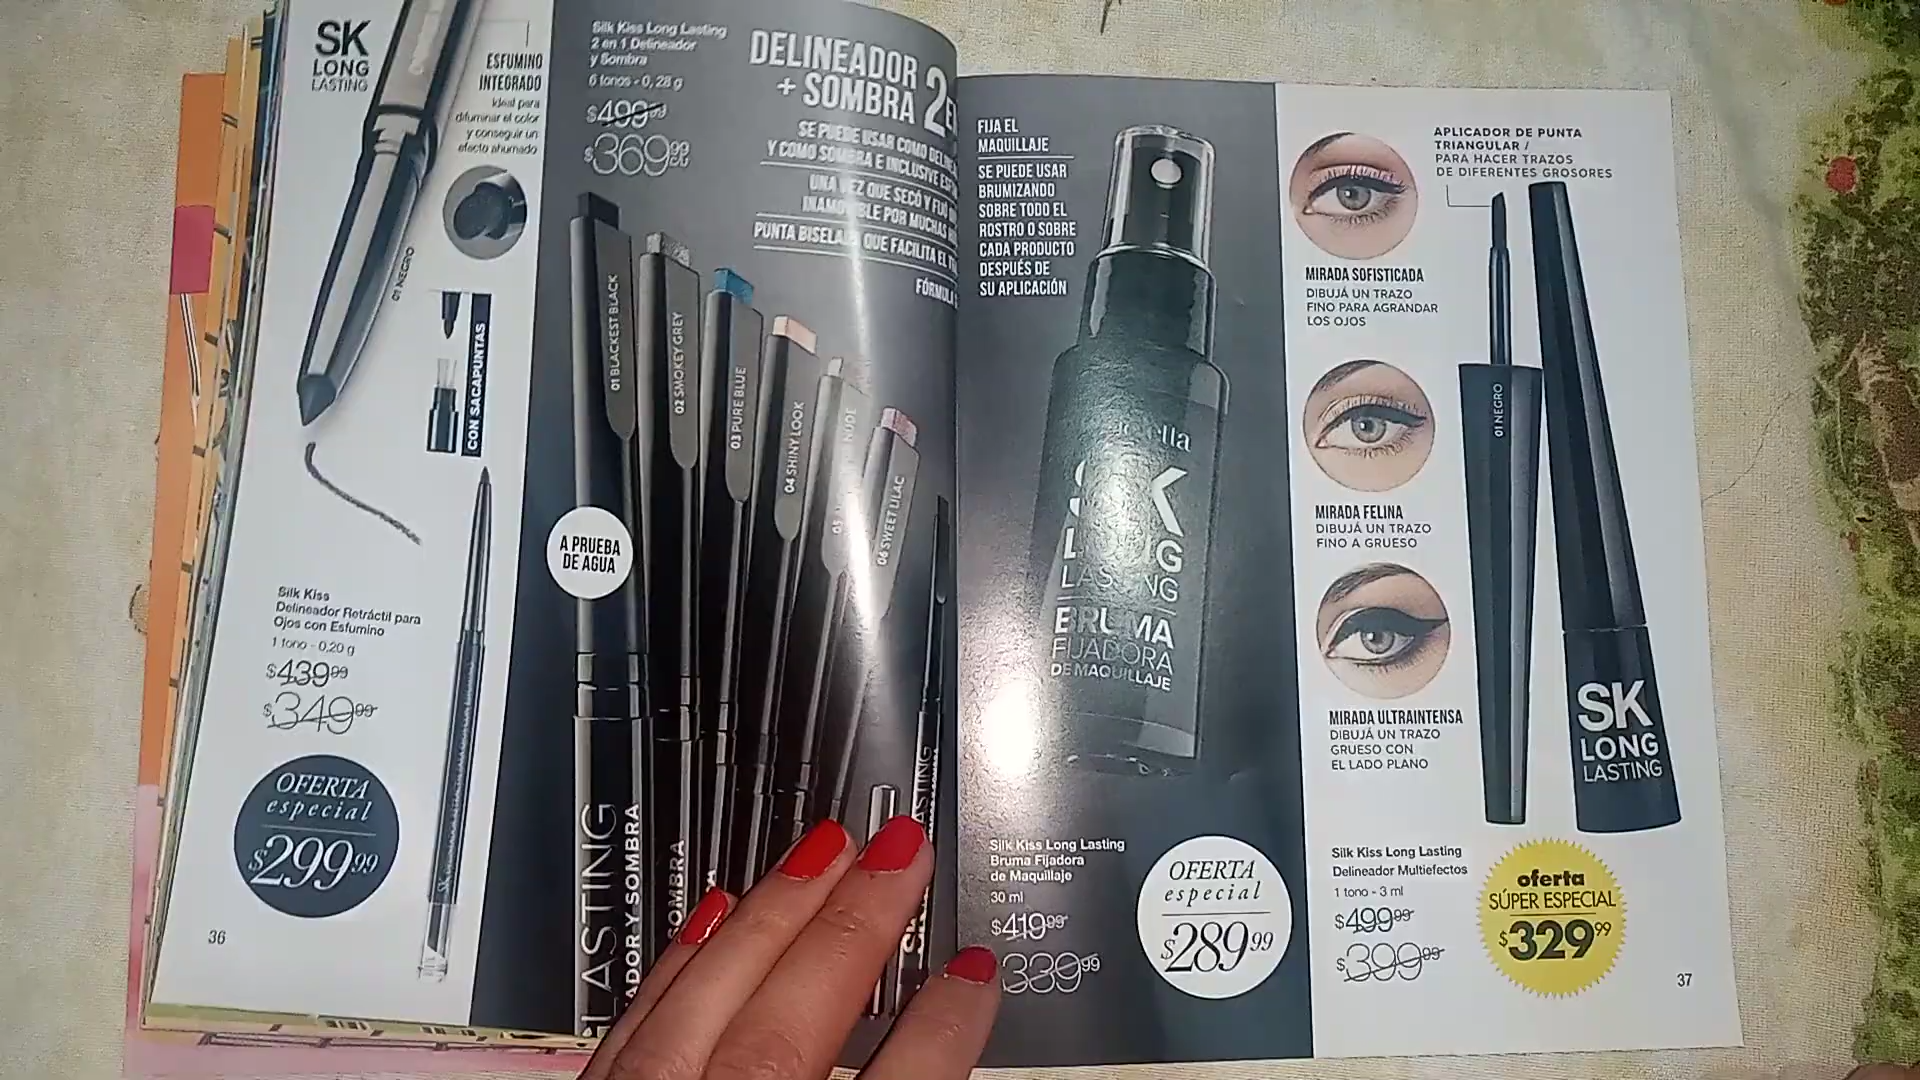 SK
LONG
LASTING
ESFUMINO
INTEGRADO
Ideal para
difuminar el color
y conseguir un
efecto ahumado
01 NEGRO
CON SACAPUNTAS
Silk Kiss
Delineador Retráctil para
Ojos con Esfumino
1 tono - 0,20 g
$439,99
$349,99
OFERTA
especial
$299,99
36
Silk Kiss Long Lasting
2 en 1 Delineador
y Sombra
6 tonos - 0,28 g
$499,99
$369,99
DELINEADOR
+ SOMBRA 2
SE PUEDE USAR COMO
Y COMO SOMBRA E INCLUSIVE
UNA VEZ QUE SECÓ Y
POR MUCHAS
PUNTA QUE FACILITA EL
01 BLACKEST BLACK
02 SMOKEY GREY
03 PURE BLUE
04 SHINY LOOK
05 NUDE
06 SWEET LILAC
A PRUEBA
DE AGUA
LASTING
ADOR Y SOMBRA
SOMBRA
FIJA EL
MAQUILLAJE
SE PUEDE USAR
BRUMIZANDO
SOBRE TODO EL
ROSTRO O SOBRE
CADA PRODUCTO
DESPUÉS DE
SU APLICACIÓN
SK
LONG
LASTING
BRUMA
FIJADORA
DE MAQUILLAJE
Silk Kiss Long Lasting
Bruma Fijadora
de Maquillaje
30 ml
$419,99
339,99
OFERTA
especial
$289,99
APLICADOR DE PUNTA
TRIANGULAR /
PARA HACER TRAZOS
DE DIFERENTES GROSORES
MIRADA SOFISTICADA
DIBUJÁ UN TRAZO
FINO PARA AGRANDAR
LOS OJOS
MIRADA FELINA
DIBUJÁ UN TRAZO
FINO A GRUESO
MIRADA ULTRAINTENSA
DIBUJÁ UN TRAZO
GRUESO CON
EL LADO PLANO
01 NEGRO
SK
LONG
LASTING
Silk Kiss Long Lasting
Delineador Multiefectos
1 tono - 3 ml
$499,99
$399,99
oferta
SÚPER ESPECIAL
$329,99
37